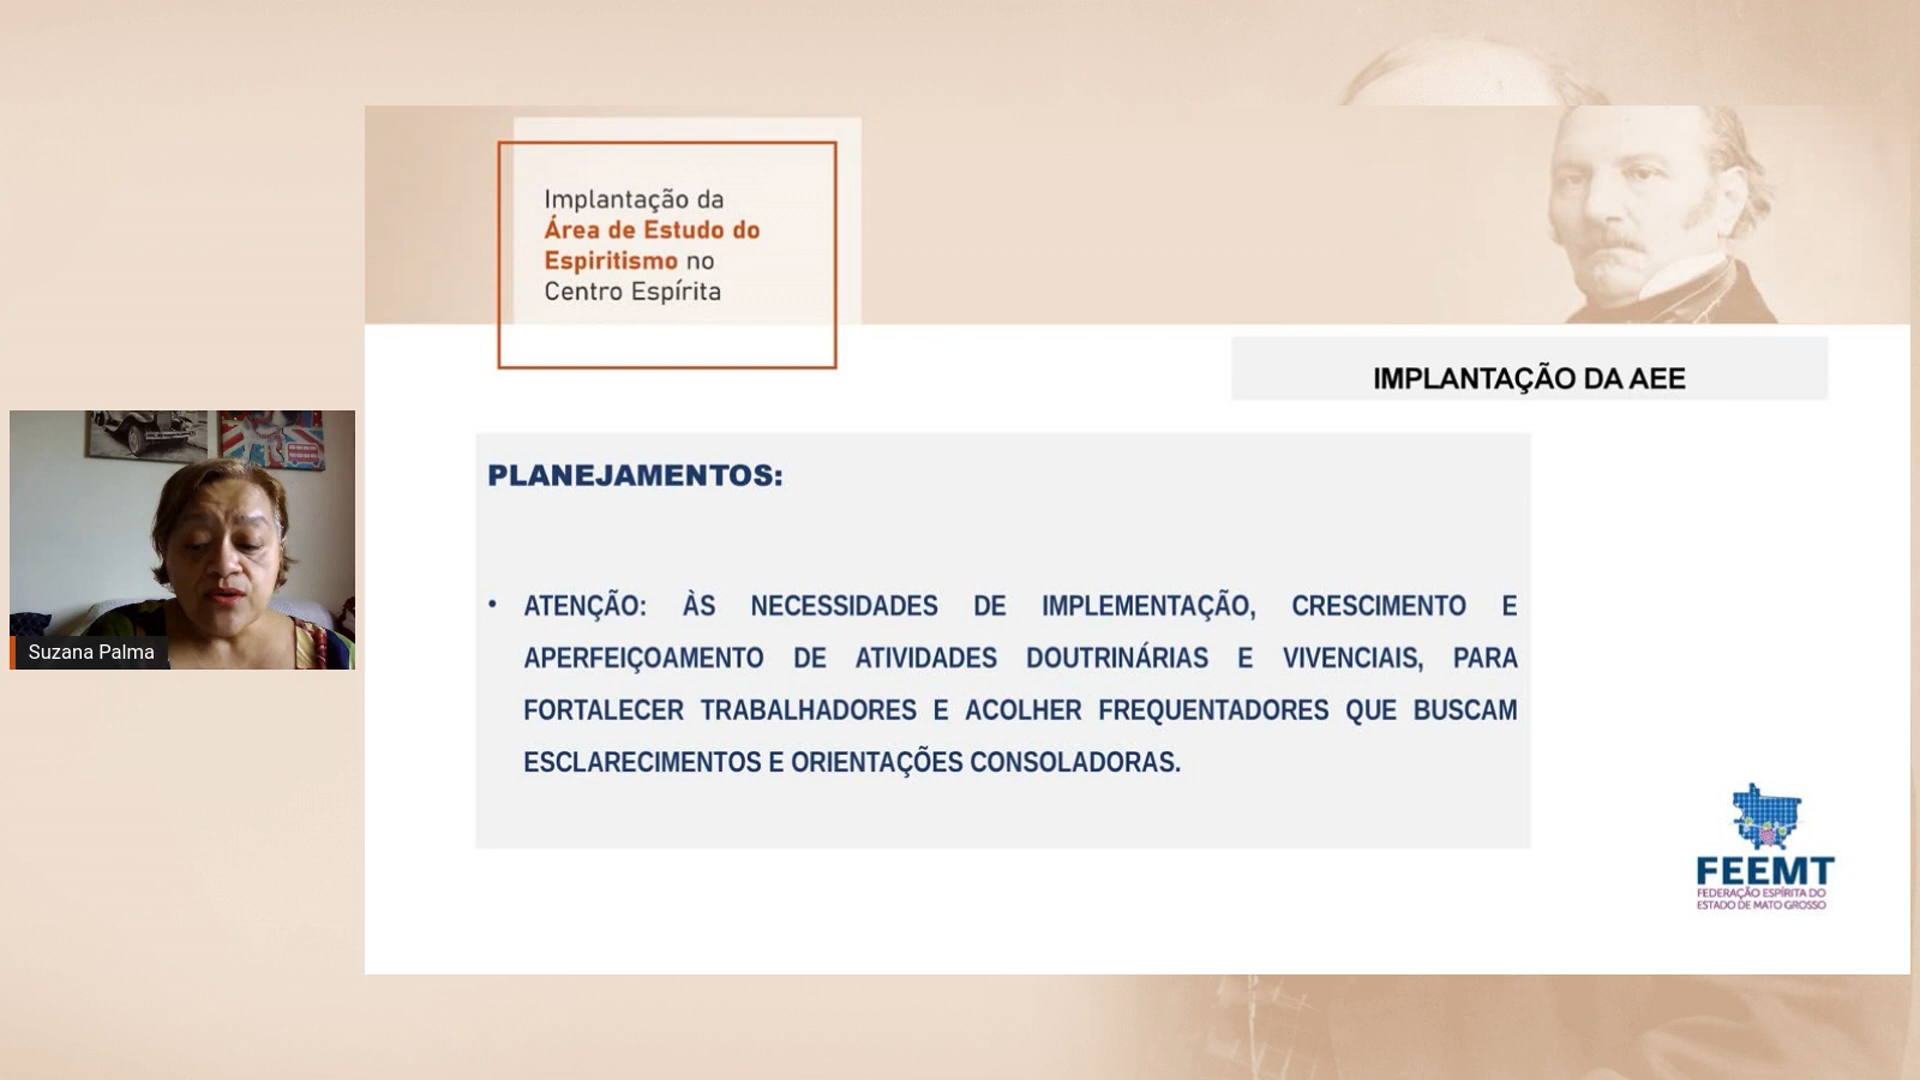 Implantação da
Área de Estudo do
Espiritismo no
Centro Espírita
IMPLANTAÇÃO DA AEE
PLANEJAMENTOS:
• ATENÇÃO: ÀS NECESSIDADES DE IMPLEMENTAÇÃO, CRESCIMENTO E
APERFEIÇOAMENTO DE ATIVIDADES DOUTRINÁRIAS E VIVENCIAIS, PARA
FORTALECER TRABALHADORES E ACOLHER FREQUENTADORES QUE BUSCAM
ESCLARECIMENTOS E ORIENTAÇÕES CONSOLADORAS.
Suzana Palma
FEEMT
FEDERAÇÃO ESPÍRITA DO
ESTADO DE MATO GROSSO